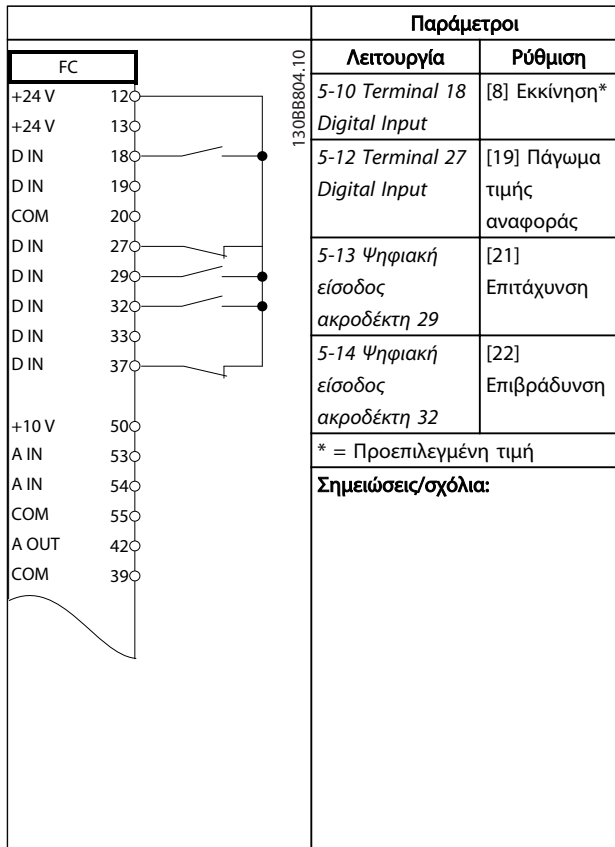 FC
+24 V 12
+24 V 13
D IN 18
D IN 19
COM 20
D IN 27
D IN 29
D IN 32
D IN 33
D IN 37
+10 V 50
A IN 53
A IN 54
COM 55
A OUT 42
COM 39
130BB804.10
Παράμετροι
Λειτουργία Ρύθμιση
5-10 Terminal 18 [8] Εκκίνηση*
Digital Input
5-12 Terminal 27 [19] Πάγωμα
Digital Input τιμής
αναφοράς
5-13 Ψηφιακή [21]
είσοδος Επιτάχυνση
ακροδέκτη 29
5-14 Ψηφιακή [22]
είσοδος Επιβράδυνση
ακροδέκτη 32
* = Προεπιλεγμένη τιμή
Σημειώσεις/σχόλια: